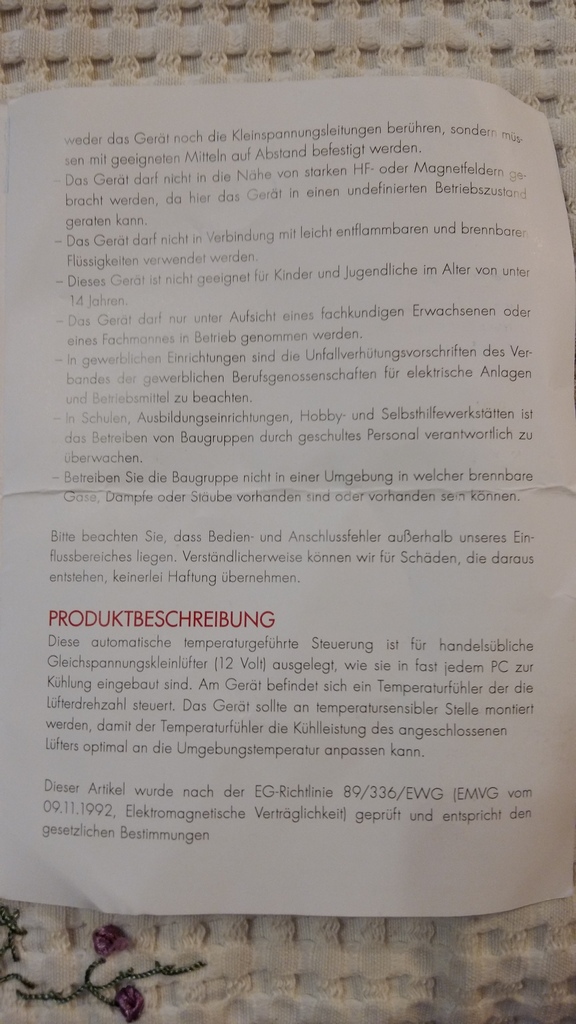 weder das Gerät noch die Kleinspannungsleitungen berühren, sondern müs-
sen mit geeigneten Mitteln auf Abstand befestigt werden.
– Das Gerät darf nicht in die Nähe von starken HF- oder Magnetfeldern ge-
bracht werden, da hier das Gerät in einen undefinierten Betriebszustand
geraten kann.
– Das Gerät darf nicht in Verbindung mit leicht entflammbaren und brennbaren
Flüssigkeiten verwendet werden.
– Dieses Gerät ist nicht geeignet für Kinder und Jugendliche im Alter von unter
14 Jahren.
– Das Gerät darf nur unter Aufsicht eines fachkundigen Erwachsenen oder
eines Fachmannes in Betrieb genommen werden.
– In gewerblichen Einrichtungen sind die Unfallverhütungsvorschriften des Ver-
bandes der gewerblichen Berufsgenossenschaften für elektrische Anlagen
und Betriebsmittel zu beachten.
– In Schulen, Ausbildungseinrichtungen, Hobby- und Selbsthilfewerkstätten ist
das Betreiben von Baugruppen durch geschultes Personal verantwortlich zu
überwachen.
– Betreiben Sie die Baugruppe nicht in einer Umgebung in welcher brennbare
Gase, Dämpfe oder Stäube vorhanden sind oder vorhanden sein können.
Bitte beachten Sie, dass Bedien- und Anschlussfehler außerhalb unseres Ein-
flussbereiches liegen. Verständlicherweise können wir für Schäden, die daraus
entstehen, keinerlei Haftung übernehmen.
PRODUKTBESCHREIBUNG
Diese automatische temperaturgeführte Steuerung ist für handelsübliche
Gleichspannungskleinlüfter (12 Volt) ausgelegt, wie sie in fast jedem PC zur
Kühlung eingebaut sind. Am Gerät befindet sich ein Temperaturfühler der die
Lüfterdrehzahl steuert. Das Gerät sollte an temperatursensibler Stelle montiert
werden, damit der Temperaturfühler die Kühlleistung des angeschlossenen
Lüfters optimal an die Umgebungstemperatur anpassen kann.
Dieser Artikel wurde nach der EG-Richtlinie 89/336/EWG (EMVG vom
09.11.1992, Elektromagnetische Verträglichkeit) geprüft und entspricht den
gesetzlichen Bestimmungen